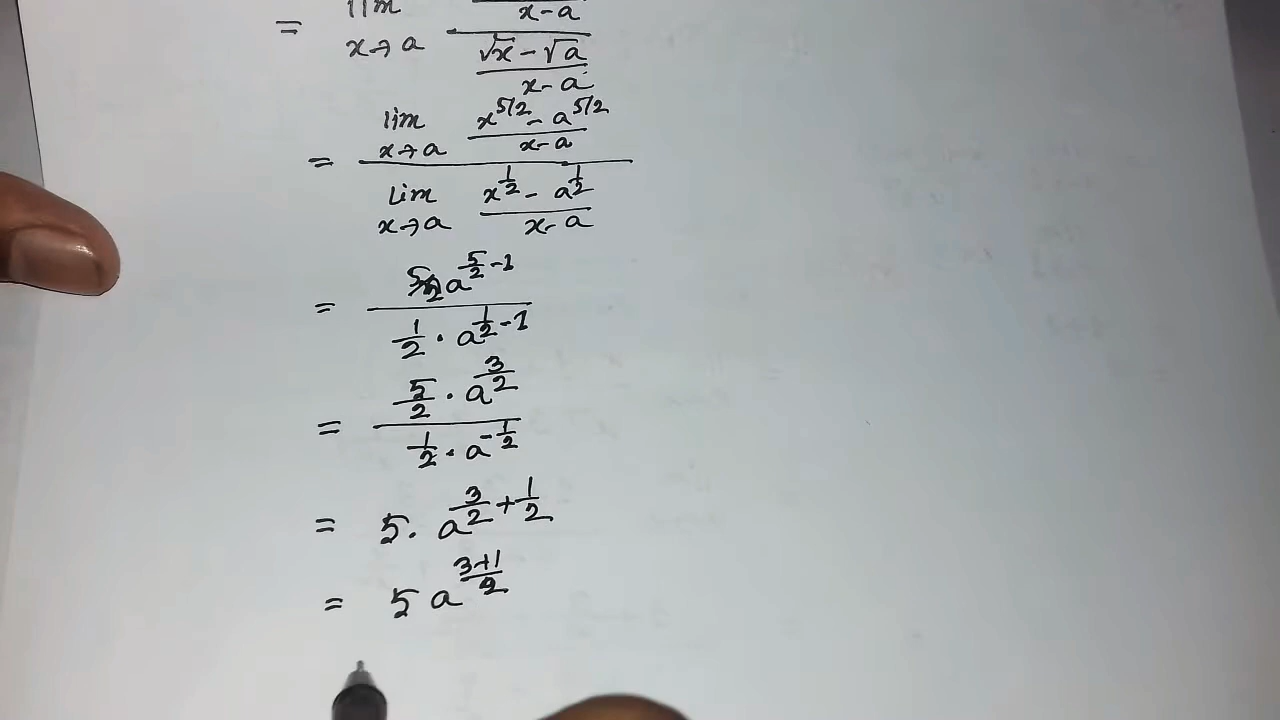 lim
x→a
= x-a
√x - √a
x-a
lim x→a x^5/2 - a^5/2
x-a
=
lim x→a x^1/2 - a^1/2
x-a
= 5/2 a^5/2-1
1/2 · a^1/2-1
= 5/2 · a^3/2
1/2 · a^-1/2
= 5. a^3/2+1/2
= 5 a^3+1/2